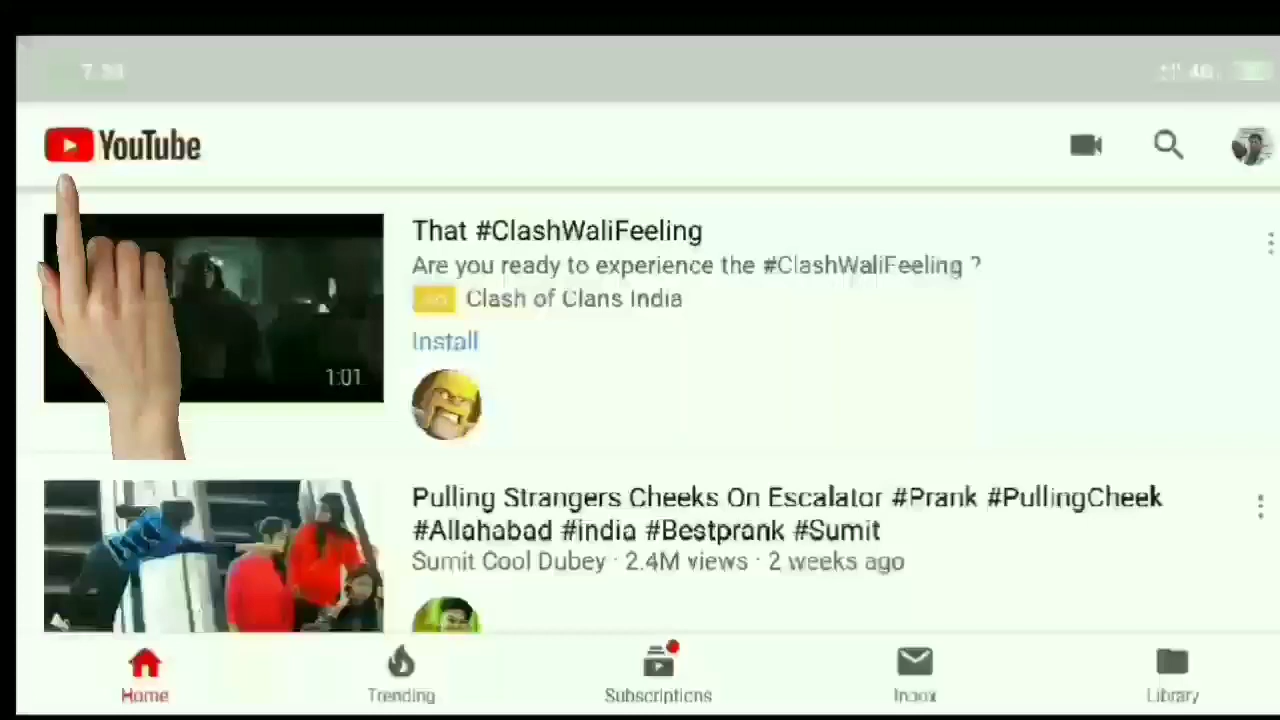 YouTube
That #ClashWaliFeeling
Are you ready to experience the #ClashWaliFeeling ?
Clash of Clans India
Install
1:01
Pulling Strangers Cheeks On Escalator #Prank #PullingCheek
#Allahabad #india #Bestprank #Sumit
Sumit Cool Dubey · 2.4M views · 2 weeks ago
Home
Trending
Subscriptions
Inbox
Library